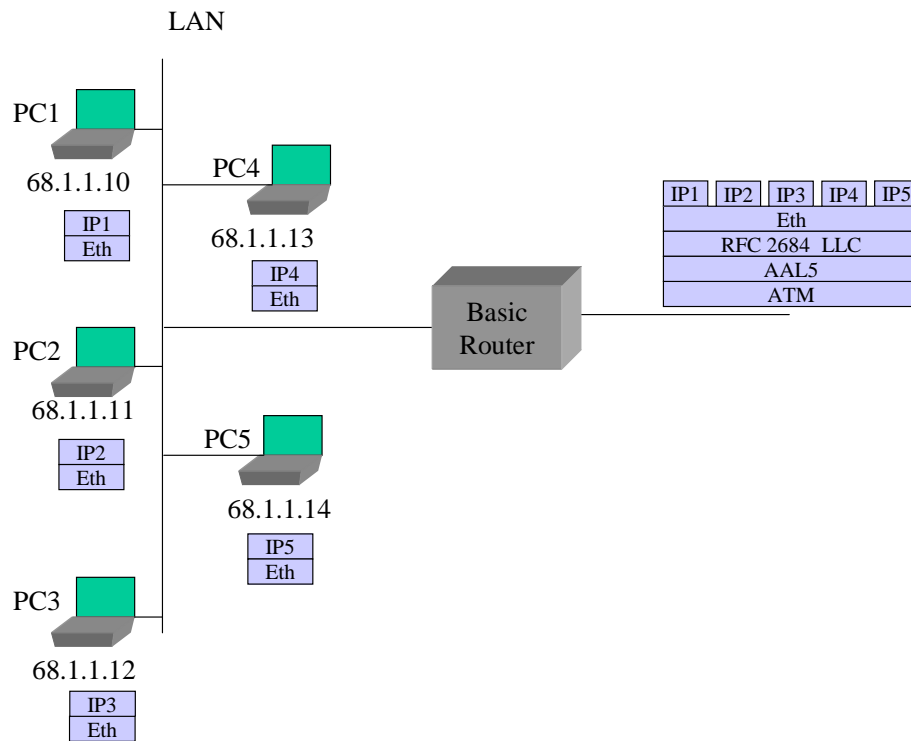 LAN
PC1
68.1.1.10
IP1
Eth
PC4
68.1.1.13
IP4
Eth
IP1 IP2 IP3 IP4 IP5
Eth
RFC 2684 LLC
AAL5
ATM
Basic
Router
PC2
68.1.1.11
IP2
Eth
PC5
68.1.1.14
IP5
Eth
PC3
68.1.1.12
IP3
Eth